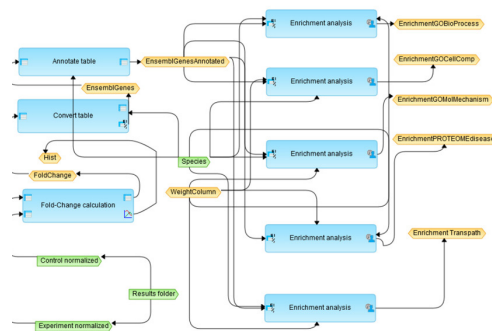 Enrichment analysis
EnrichmentGOBioProcess
Annotate table
EnsemblGenesAnnotated
EnrichmentGOCellComp
Enrichment analysis
EnsemblGenes
EnrichmentGOMolMechanism
Convert table
EnrichmentPROTEOMEdisease
Hist
Species
Enrichment analysis
FoldChange
WeightColumn
Fold-Change calculation
Enrichment analysis
Enrichment Transpath
Control normalized
Results folder
Enrichment analysis
Experiment normalized